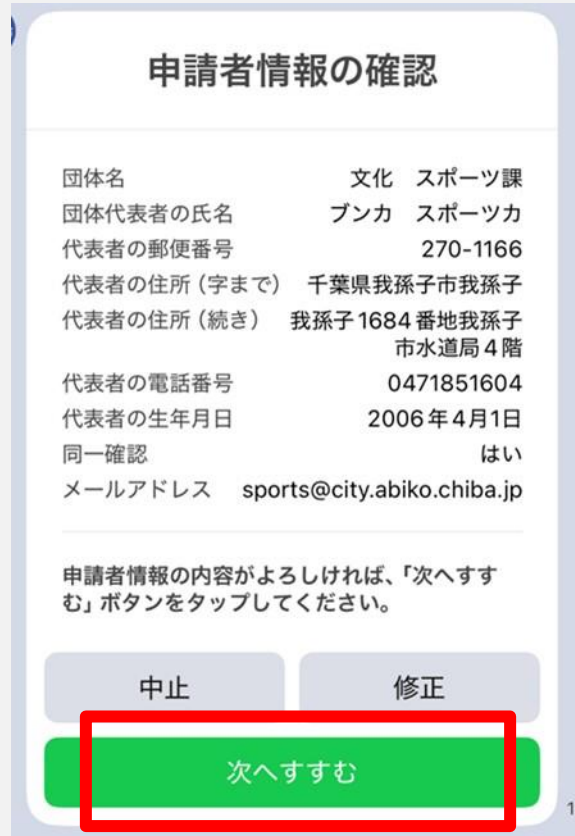 申請者情報の確認
団体名 文化　スポーツ課
団体代表者の氏名 ブンカ　スポーツカ
代表者の郵便番号 270-1166
代表者の住所（字まで） 千葉県我孫子市我孫子
代表者の住所（続き） 我孫子1684番地我孫子
市水道局4階
代表者の電話番号 0471851604
代表者の生年月日 2006年4月1日
同一確認 はい
メールアドレス sports@city.abiko.chiba.jp
申請者情報の内容がよろしければ、「次へすす
む」ボタンをタップしてください。
中止 修正
次へすすむ